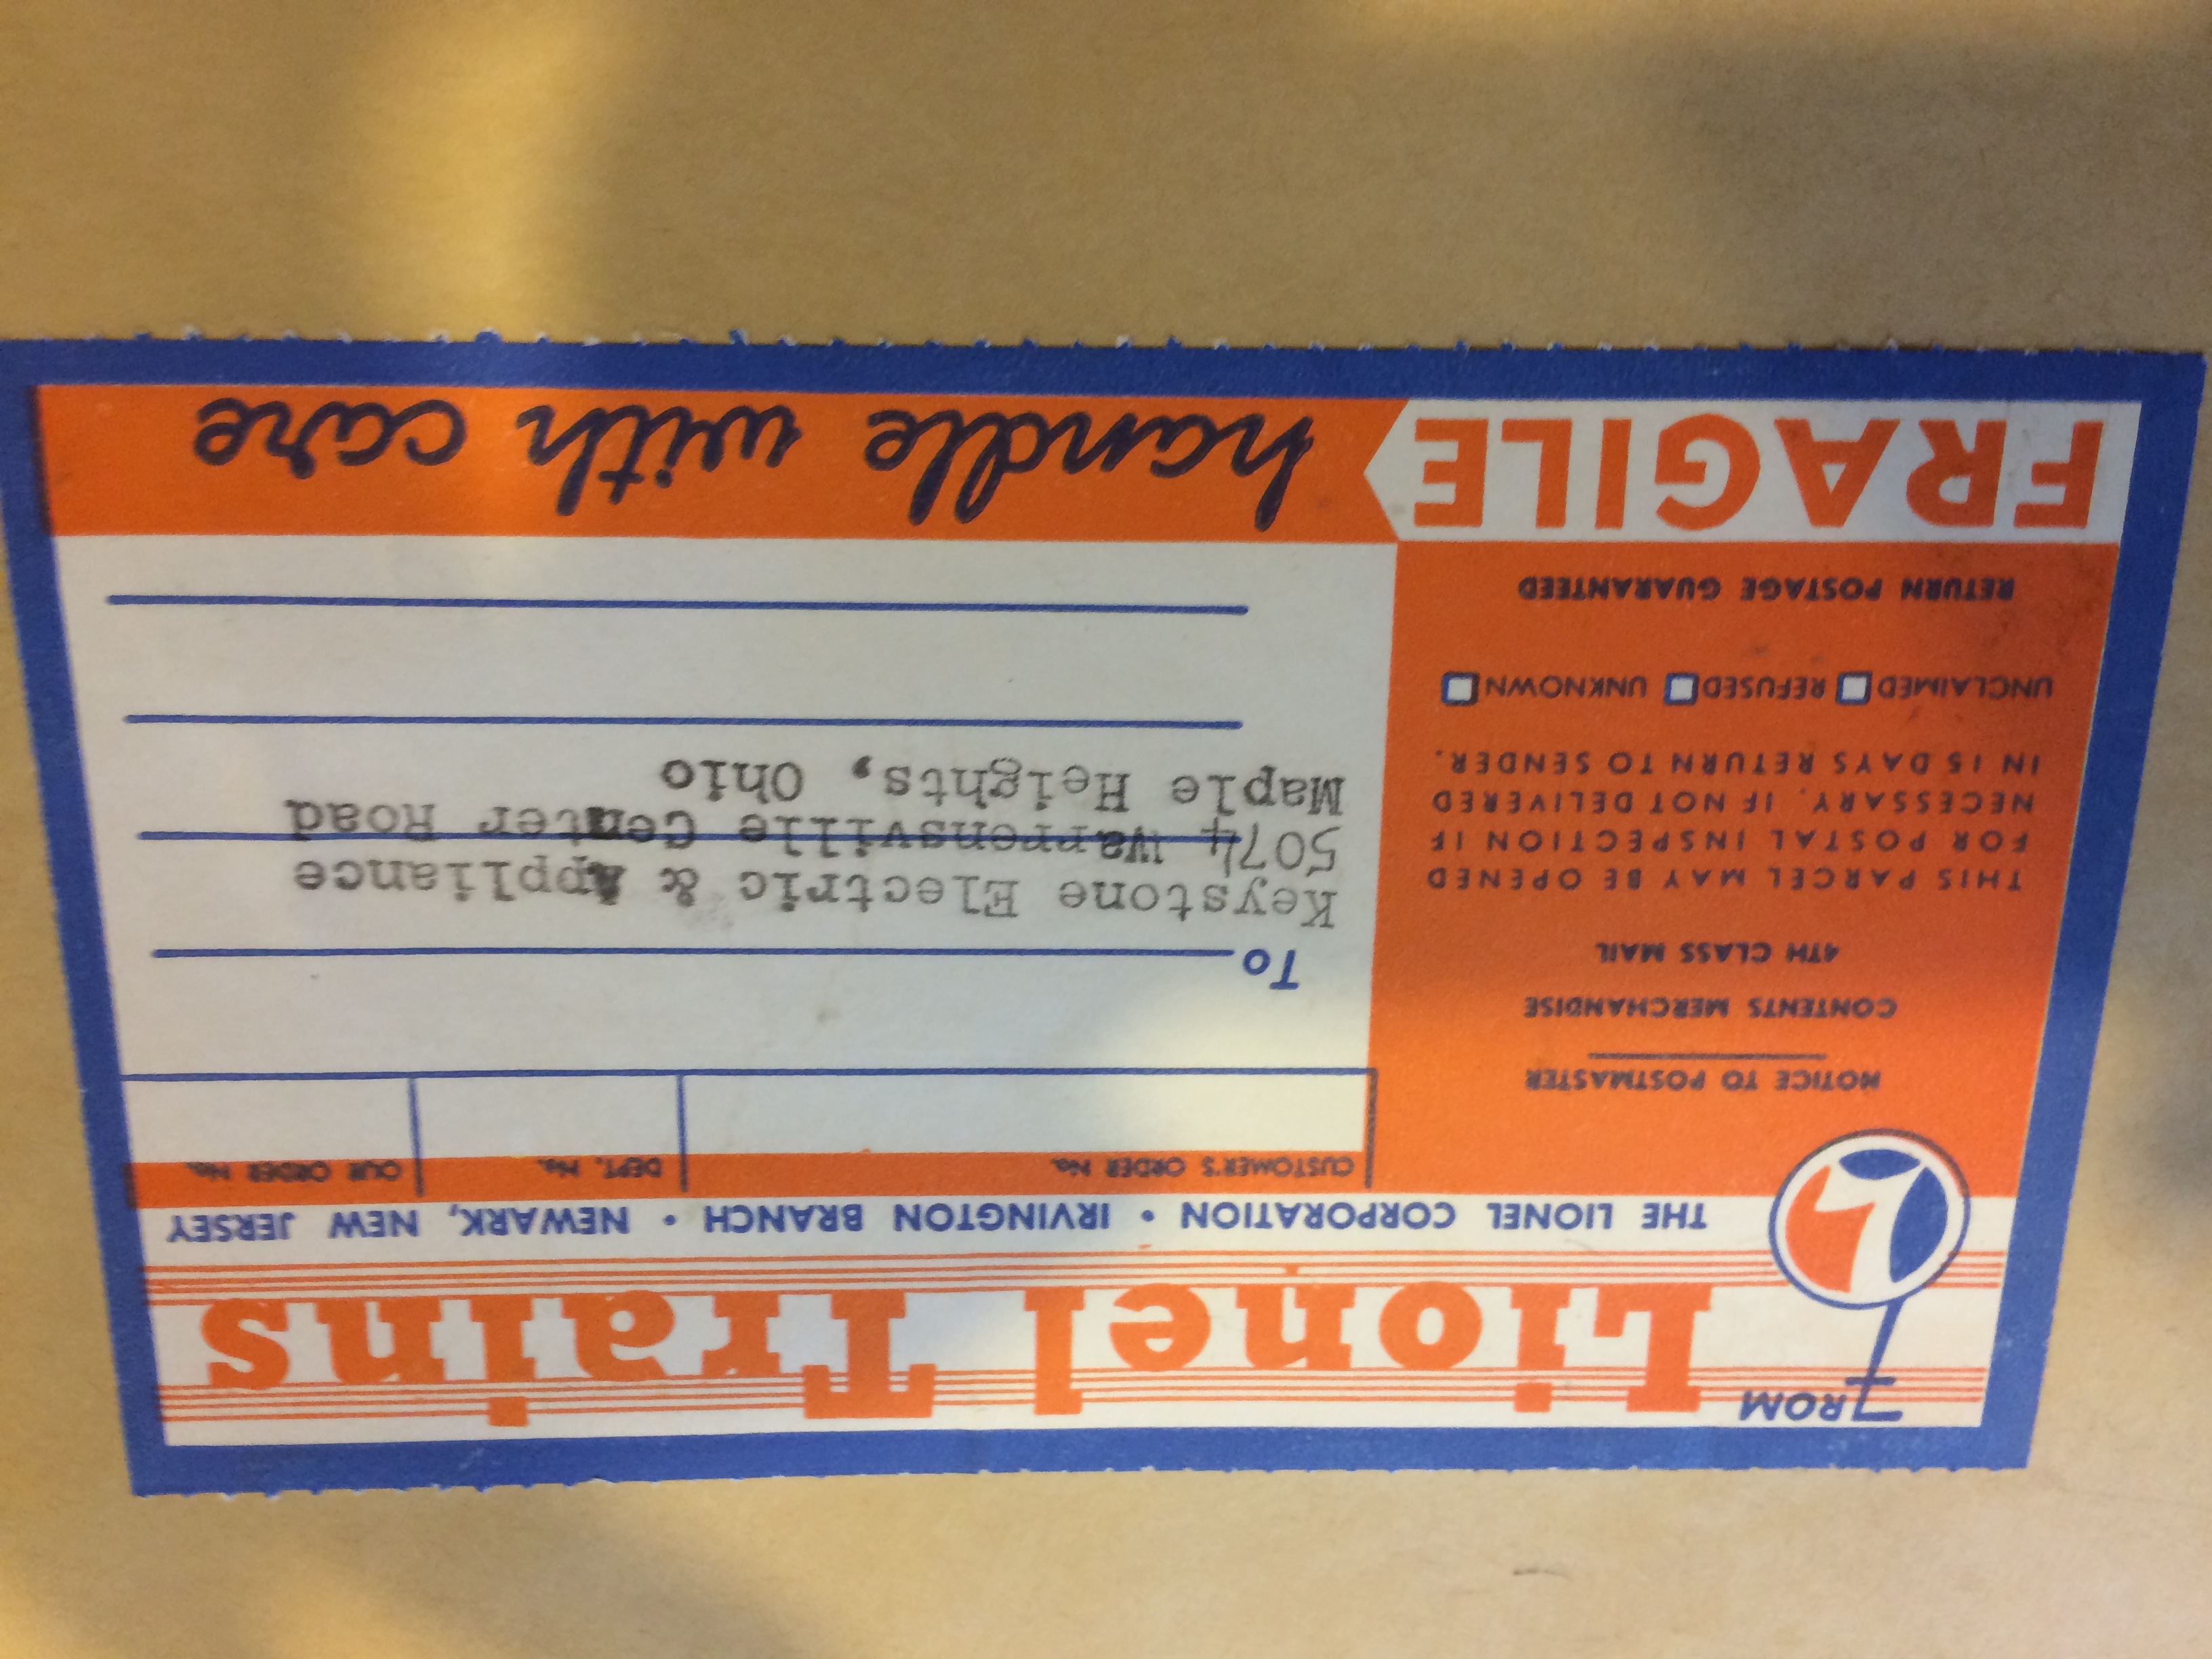 FROM Lionel Trains
L
THE LIONEL CORPORATION • IRVINGTON BRANCH • NEWARK, NEW JERSEY
CUSTOMER'S ORDER No. DEPT. No. OUR ORDER No.
NOTICE TO POSTMASTER
CONTENTS MERCHANDISE
4TH CLASS MAIL
THIS PARCEL MAY BE OPENED
FOR POSTAL INSPECTION IF
NECESSARY. IF NOT DELIVERED
IN 15 DAYS RETURN TO SENDER.
UNCLAIMED REFUSED UNKNOWN
RETURN POSTAGE GUARANTEED
To
Keystone Electric & Appliance
5074 Warrensville Center Road
Maple Heights, Ohio
FRAGILE handle with care